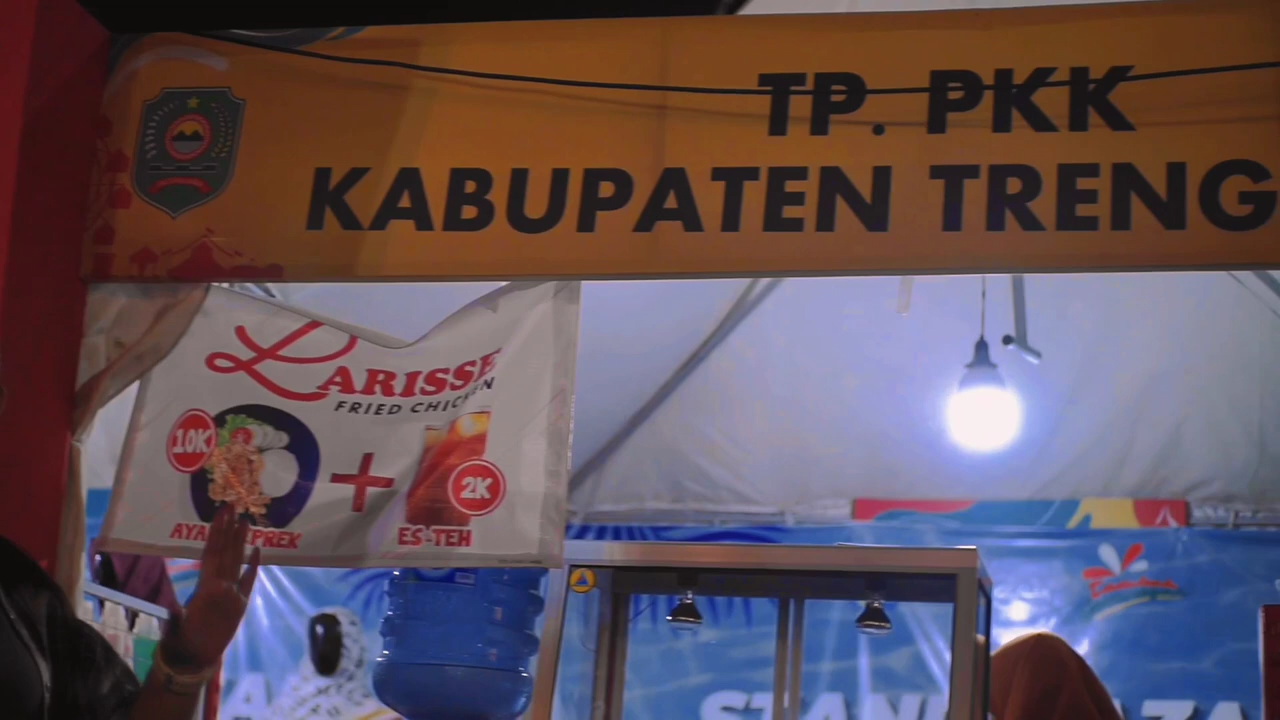 TP. PKK
KABUPATEN TRENG
LARISSE
FRIED CHICKEN
10K
2K
ES-TEH